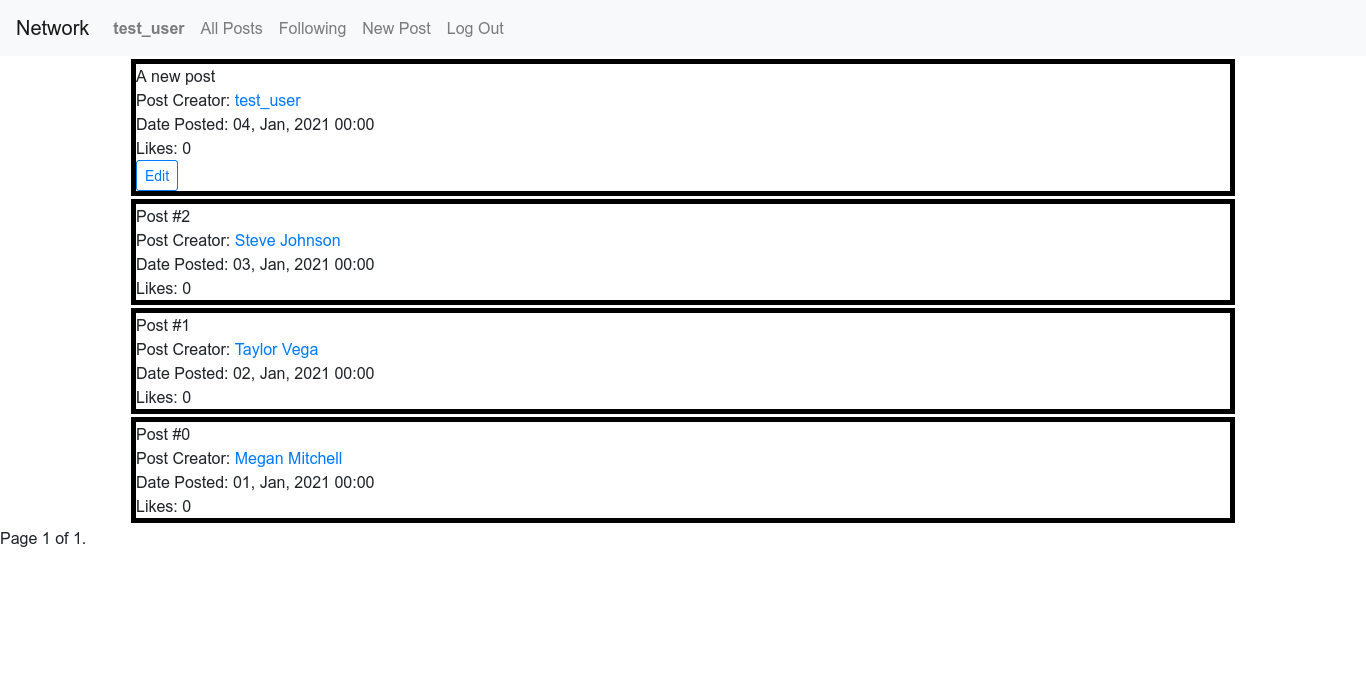 Network test_user All Posts Following New Post Log Out
A new post
Post Creator: test_user
Date Posted: 04, Jan, 2021 00:00
Likes: 0
Edit
Post #2
Post Creator: Steve Johnson
Date Posted: 03, Jan, 2021 00:00
Likes: 0
Post #1
Post Creator: Taylor Vega
Date Posted: 02, Jan, 2021 00:00
Likes: 0
Post #0
Post Creator: Megan Mitchell
Date Posted: 01, Jan, 2021 00:00
Likes: 0
Page 1 of 1.